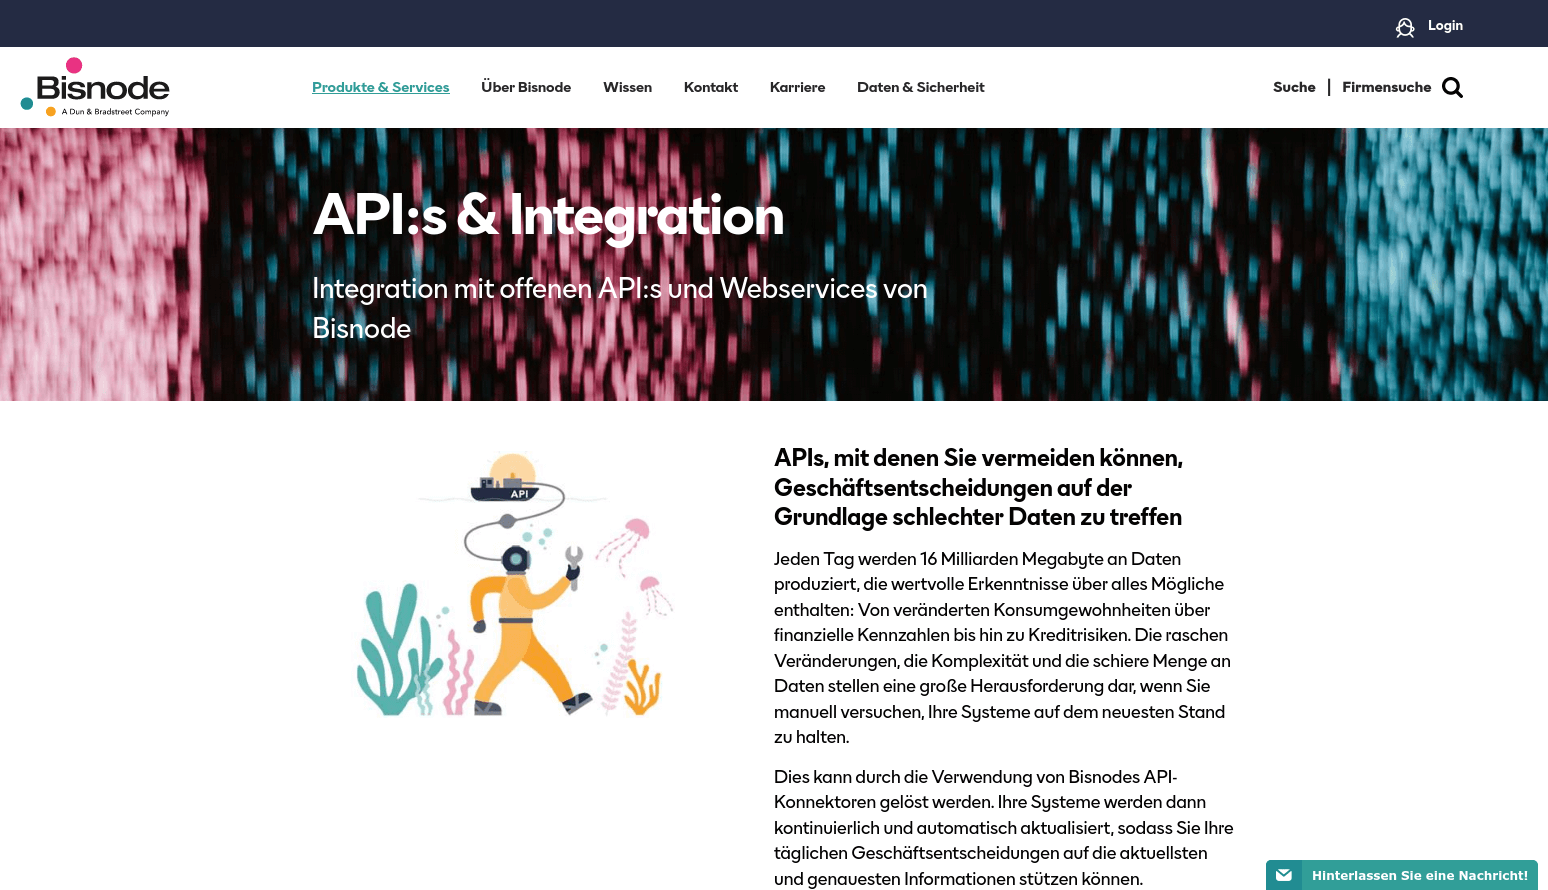 Login
Bisnode
A Dun & Bradstreet Company
Produkte & Services
Über Bisnode
Wissen
Kontakt
Karriere
Daten & Sicherheit
Suche | Firmensuche
API:s & Integration
Integration mit offenen API:s und Webservices von
Bisnode
API
APIs, mit denen Sie vermeiden können,
Geschäftsentscheidungen auf der
Grundlage schlechter Daten zu treffen
Jeden Tag werden 16 Milliarden Megabyte an Daten
produziert, die wertvolle Erkenntnisse über alles Mögliche
enthalten: Von veränderten Konsumgewohnheiten über
finanzielle Kennzahlen bis hin zu Kreditrisiken. Die raschen
Veränderungen, die Komplexität und die schiere Menge an
Daten stellen eine große Herausforderung dar, wenn Sie
manuell versuchen, Ihre Systeme auf dem neuesten Stand
zu halten.
Dies kann durch die Verwendung von Bisnodes API-
Konnektoren gelöst werden. Ihre Systeme werden dann
kontinuierlich und automatisch aktualisiert, sodass Sie Ihre
täglichen Geschäftsentscheidungen auf die aktuellsten
und genauesten Informationen stützen können.
Hinterlassen Sie eine Nachricht!